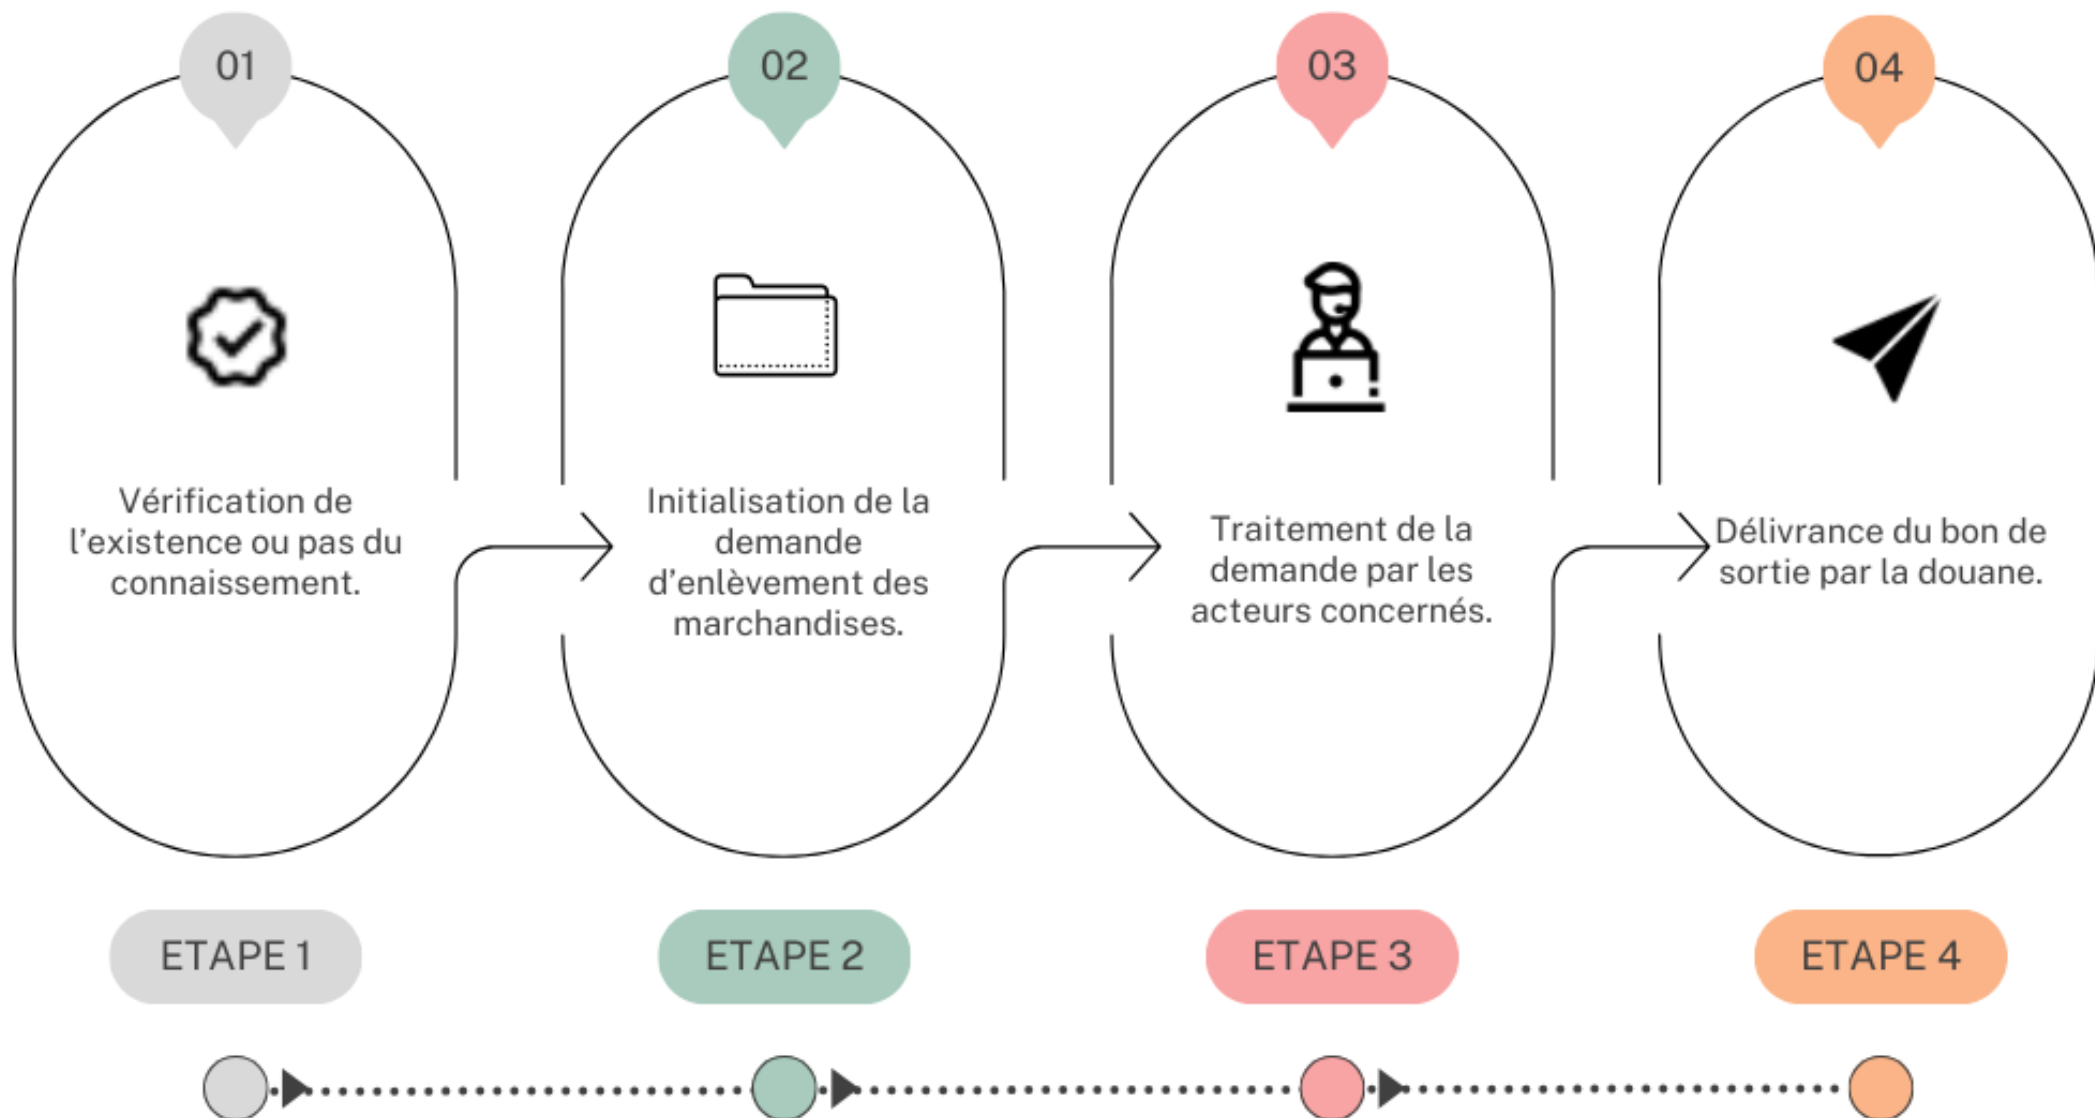 01
Vérification de
l'existence ou pas du
connaissement.
ETAPE 1
02
Initialisation de la
demande
d'enlèvement des
marchandises.
ETAPE 2
03
Traitement de la
demande par les
acteurs concernés.
ETAPE 3
04
Délivrance du bon de
sortie par la douane.
ETAPE 4